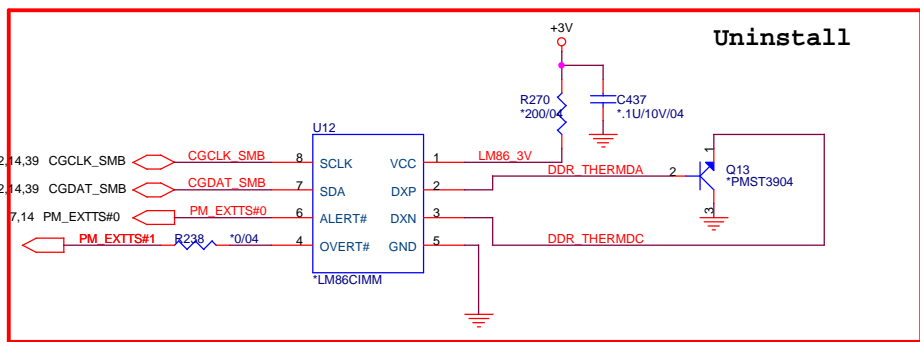 +3V
Uninstall
R270
*200/04
C437
*.1U/10V/04
U12
2,14,39 CGCLK_SMB
CGCLK_SMB
8
SCLK
VCC
1
LM86_3V
2,14,39 CGDAT_SMB
CGDAT_SMB
7
SDA
DXP
2
DDR_THERMDA
2
1
Q13
*PMST3904
3
7,14 PM_EXTTS#0
PM_EXTTS#0
6
ALERT#
DXN
3
DDR_THERMDC
PM_EXTTS#1
R238
*0/04
4
OVERT#
GND
5
*LM86CIMM